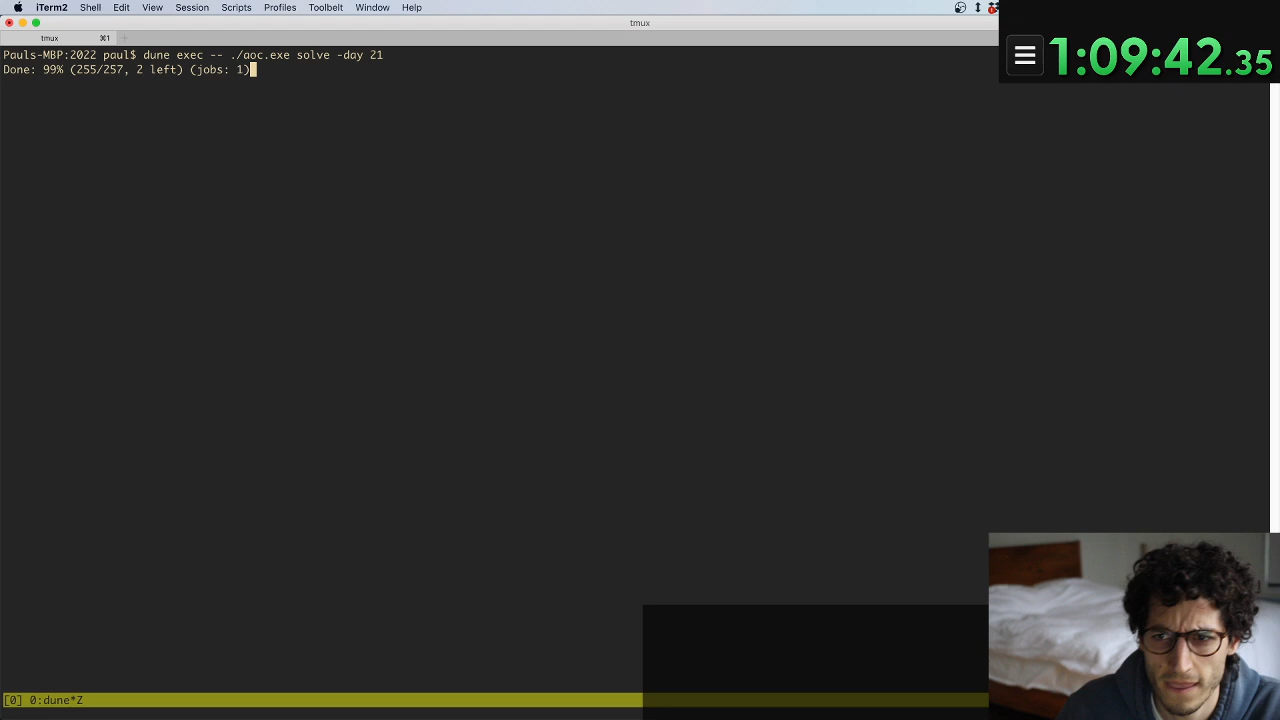 iTerm2 Shell Edit View Session Scripts Profiles Toolbelt Window Help
tmux
tmux ⌘1
1:09:42.35
Pauls-MBP:2022 paul$ dune exec -- ./aoc.exe solve -day 21
Done: 99% (255/257, 2 left) (jobs: 1)
[0] 0:dune*Z